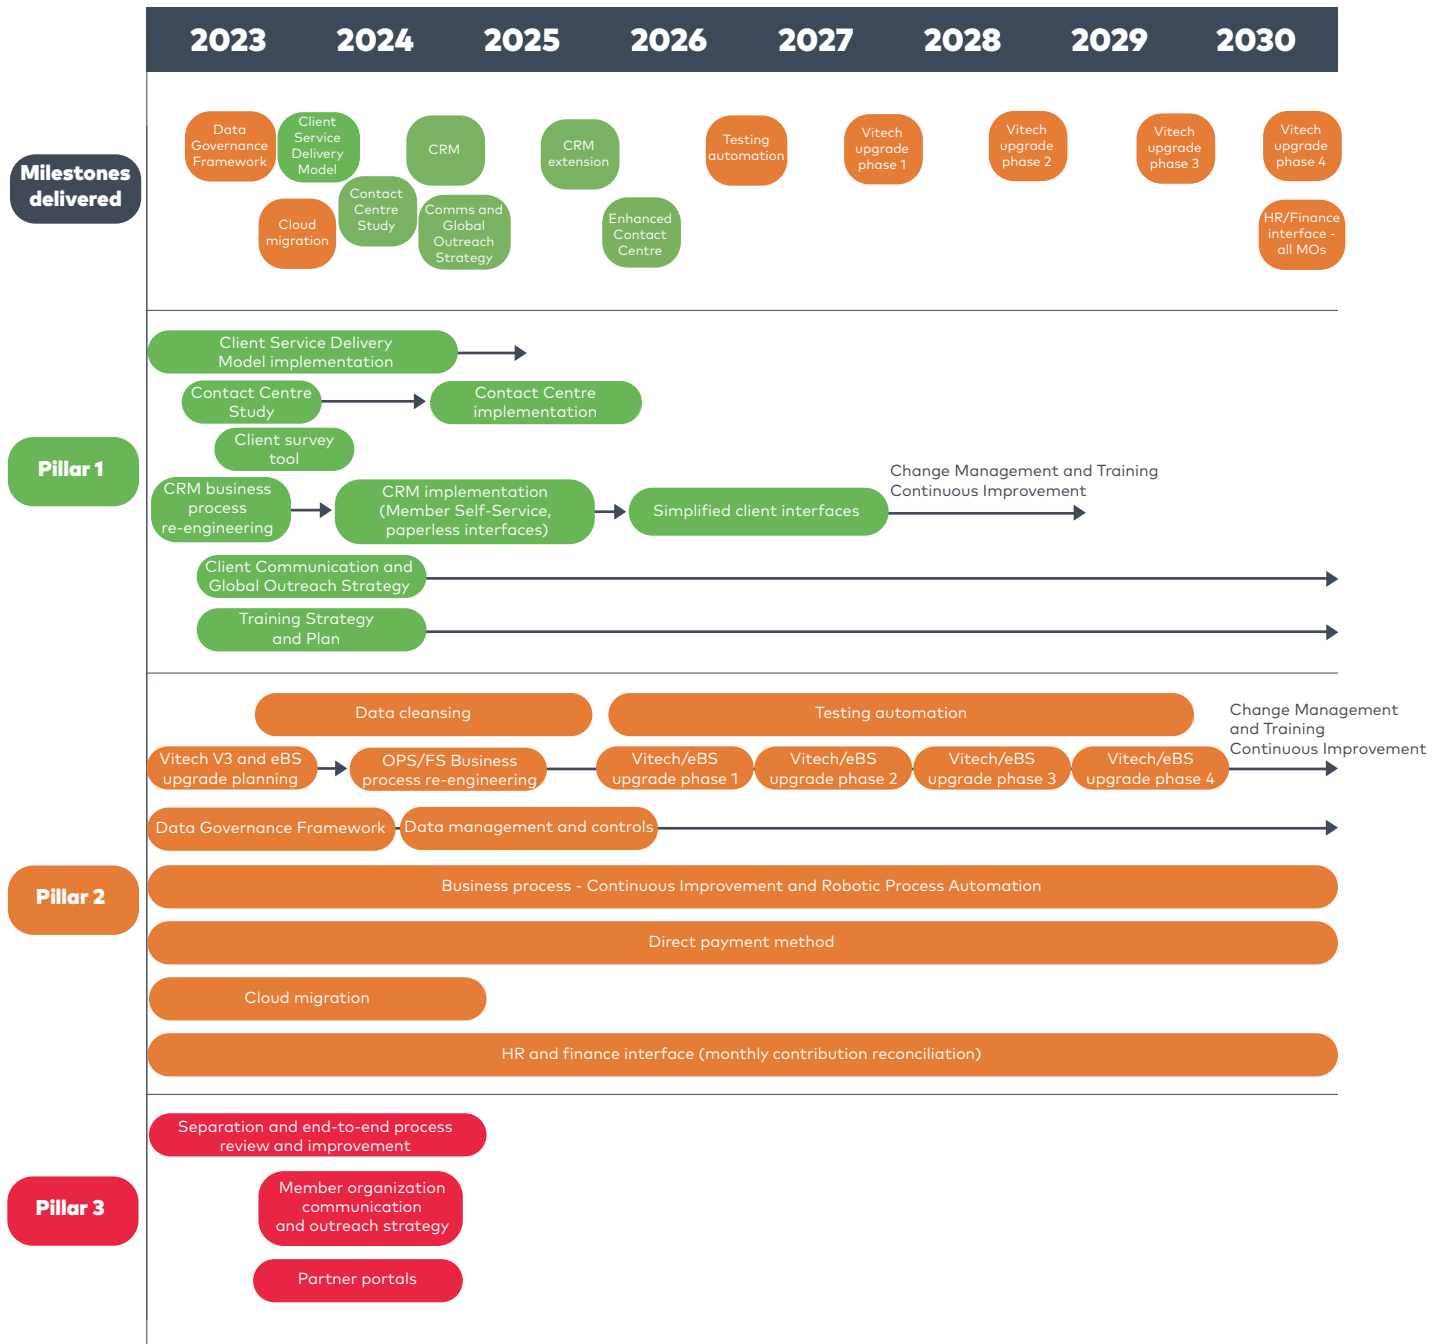 2023 2024 2025 2026 2027 2028 2029 2030
Milestones
delivered
Data
Governance
Framework
Client
Service
Delivery
Model
Cloud
migration
Contact
Centre
Study
CRM
Comms and
Global
Outreach
Strategy
CRM
extension
Enhanced
Contact
Centre
Testing
automation
Vitech
upgrade
phase 1
Vitech
upgrade
phase 2
Vitech
upgrade
phase 3
Vitech
upgrade
phase 4
HR/Finance
interface -
all MOs
Pillar 1
Client Service Delivery
Model implementation
Contact Centre
Study
Contact Centre
implementation
Client survey
tool
CRM business
process
re-engineering
CRM implementation
(Member Self-Service,
paperless interfaces)
Simplified client interfaces
Change Management and Training
Continuous Improvement
Client Communication and
Global Outreach Strategy
Training Strategy
and Plan
Pillar 2
Data cleansing
Testing automation
Change Management
and Training
Continuous Improvement
Vitech V3 and eBS
upgrade planning
OPS/FS Business
process re-engineering
Vitech/eBS
upgrade phase 1
Vitech/eBS
upgrade phase 2
Vitech/eBS
upgrade phase 3
Vitech/eBS
upgrade phase 4
Data Governance Framework
Data management and controls
Business process - Continuous Improvement and Robotic Process Automation
Direct payment method
Cloud migration
HR and finance interface (monthly contribution reconciliation)
Pillar 3
Separation and end-to-end process
review and improvement
Member organization
communication
and outreach strategy
Partner portals